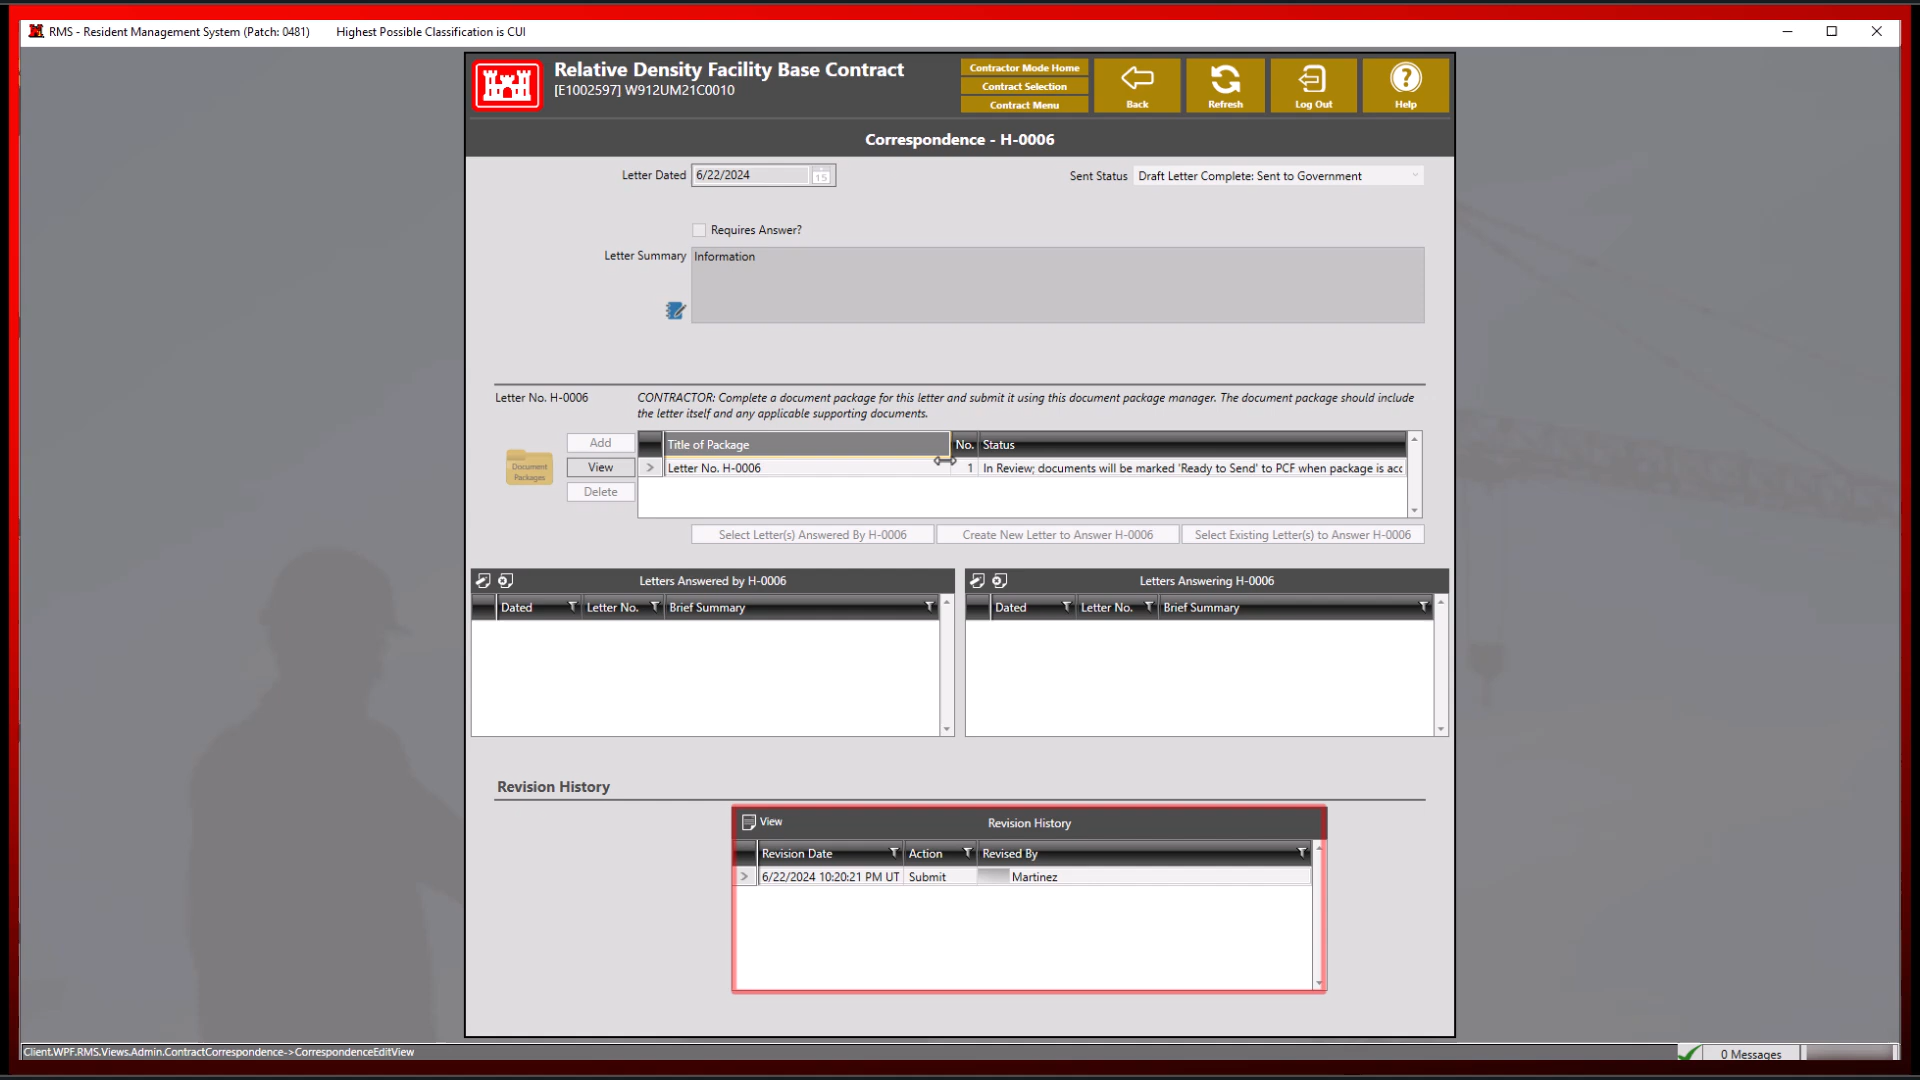 RMS - Resident Management System (Patch: 0481) Highest Possible Classification is CUI
Relative Density Facility Base Contract
[E1002597] W912UM21C0010
Contractor Mode Home
Contract Selection
Contract Menu
Back
Refresh
Log Out
Help
Correspondence - H-0006
Letter Dated 6/22/2024 15
Sent Status Draft Letter Complete: Sent to Government
Requires Answer?
Letter Summary Information
Letter No. H-0006
CONTRACTOR: Complete a document package for this letter and submit it using this document package manager. The document package should include
the letter itself and any applicable supporting documents.
Document
Packages
Add
View
Delete
Title of Package No. Status
> Letter No. H-0006 1 In Review; documents will be marked 'Ready to Send' to PCF when package is acc
Select Letter(s) Answered By H-0006 Create New Letter to Answer H-0006 Select Existing Letter(s) to Answer H-0006
Letters Answered by H-0006
Dated Letter No. Brief Summary
Letters Answering H-0006
Dated Letter No. Brief Summary
Revision History
View Revision History
Revision Date Action Revised By
> 6/22/2024 10:20:21 PM UT Submit Martinez
Client.WPF.RMS.Views.Admin.ContractCorrespondence->CorrespondenceEditView
0 Messages